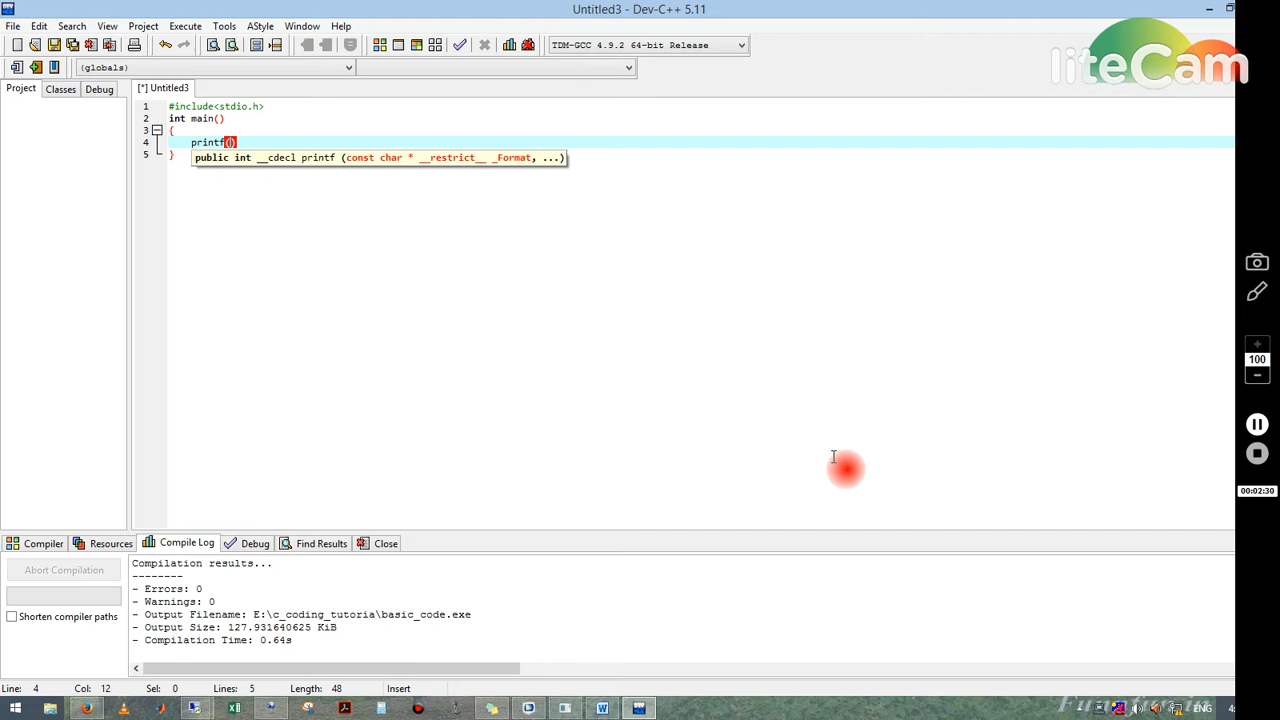 Untitled3 - Dev-C++ 5.11
File Edit Search View Project Execute Tools AStyle Window Help
TDM-GCC 4.9.2 64-bit Release
liteCam
(globals)
Project Classes Debug
[*] Untitled3
1 #include<stdio.h>
2 int main()
3 {
4 printf()
public int __cdecl printf (const char * __restrict__ _Format, ...)
5 }
100
00:02:30
Compiler Resources Compile Log Debug Find Results Close
Abort Compilation
Shorten compiler paths
Compilation results...
--------
- Errors: 0
- Warnings: 0
- Output Filename: E:\c_coding_tutoria\basic_code.exe
- Output Size: 127.931640625 KiB
- Compilation Time: 0.64s
Line: 4 Col: 12 Sel: 0 Lines: 5 Length: 48 Insert
ENG